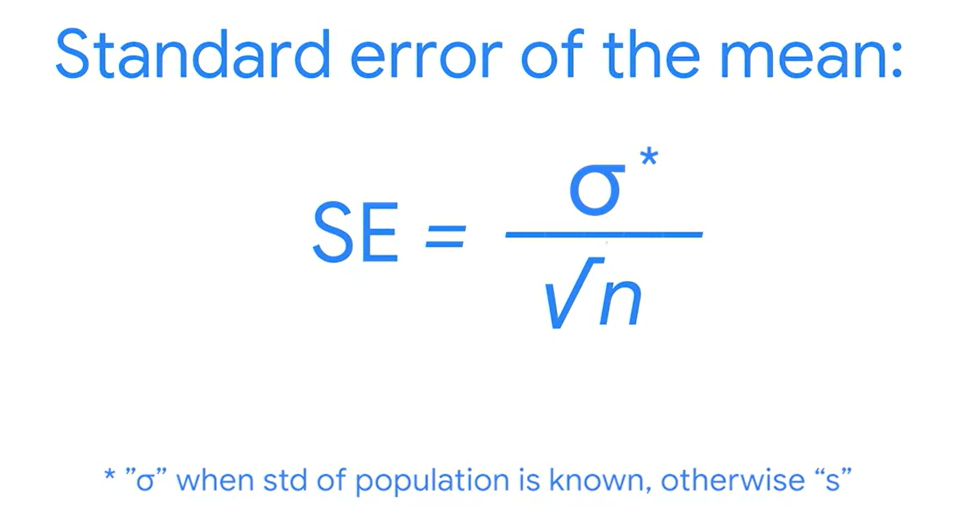 Standard error of the mean:
SE = σ* / √n
* ”σ” when std of population is known, otherwise “s”